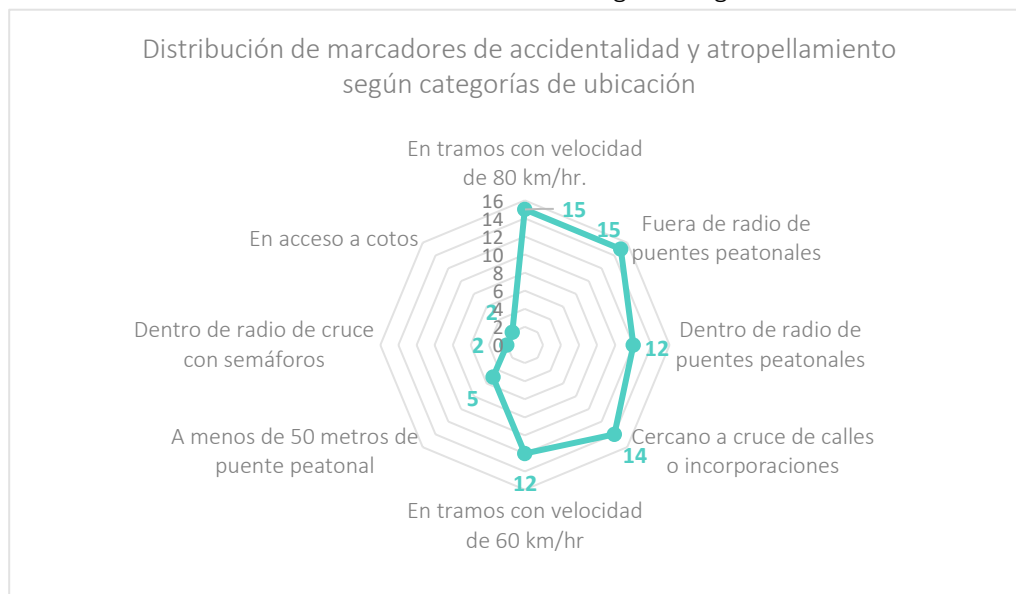 Distribución de marcadores de accidentalidad y atropellamiento
según categorías de ubicación
En tramos con velocidad
de 80 km/hr.
16
14
12
10
8
6
4
2
0
15
15
12
14
12
5
2
2
Fuera de radio de
puentes peatonales
Dentro de radio de
puentes peatonales
Cercano a cruce de calles
o incorporaciones
En tramos con velocidad
de 60 km/hr
A menos de 50 metros de
puente peatonal
Dentro de radio de cruce
con semáforos
En acceso a cotos